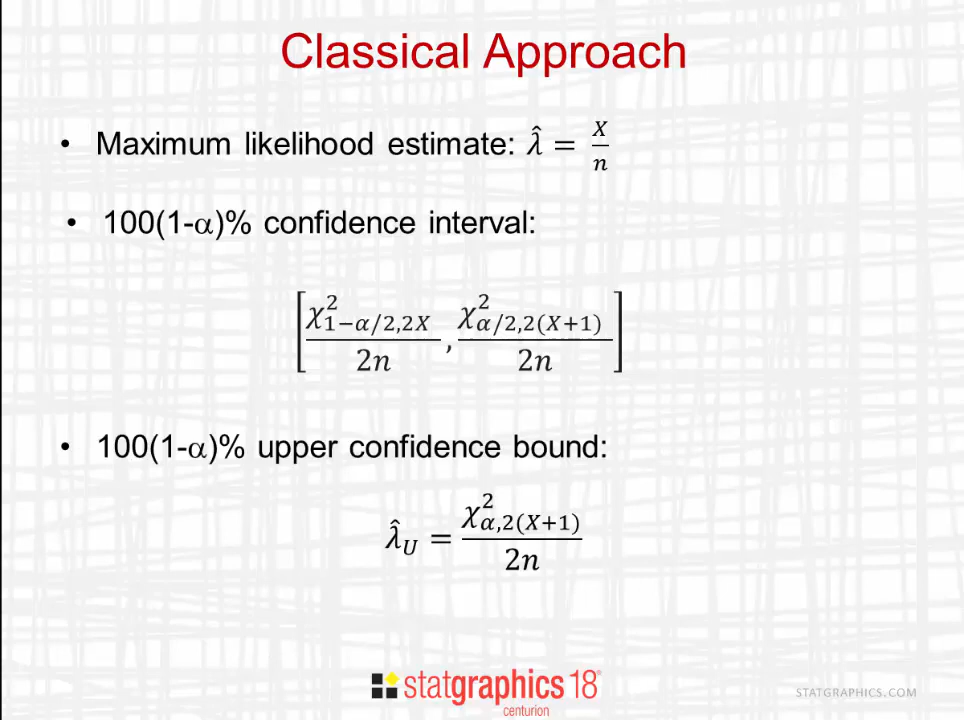 Classical Approach
• Maximum likelihood estimate: λ̂ = X/n
• 100(1-α)% confidence interval:
[χ²_{1−α/2,2X}/2n , χ²_{α/2,2(X+1)}/2n]
• 100(1-α)% upper confidence bound:
λ̂_U = χ²_{α,2(X+1)}/2n
statgraphics 18®
centurion
STATGRAPHICS.COM